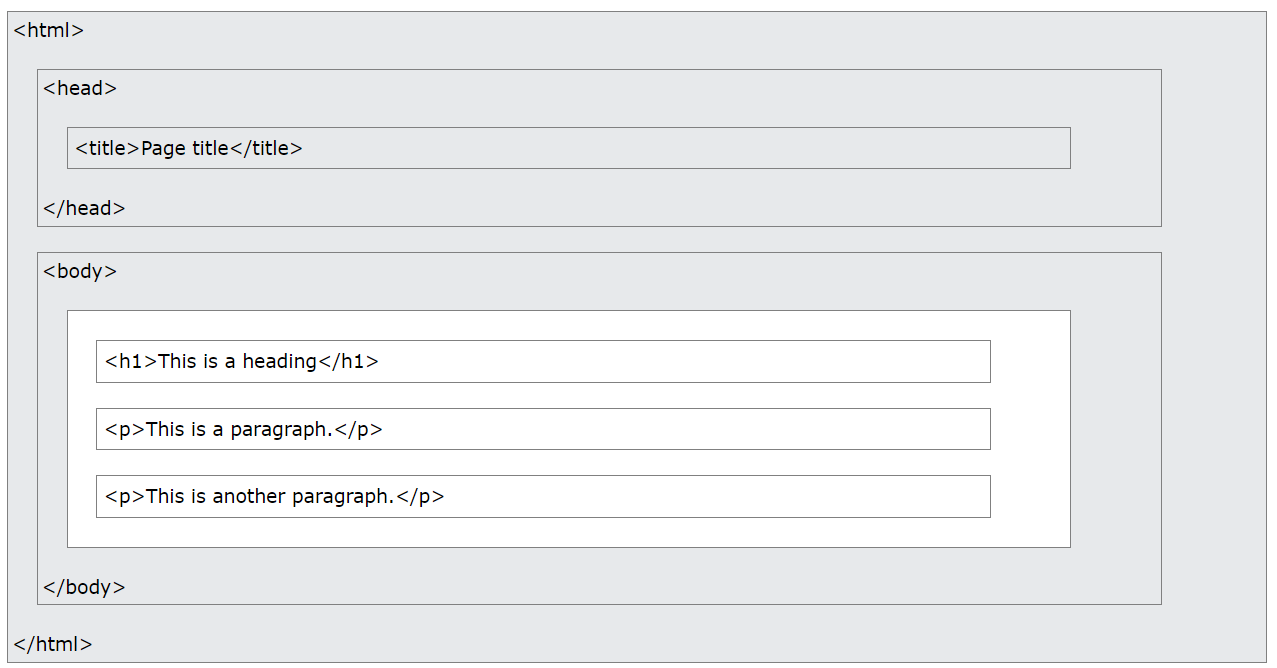 <html>
<head>
<title>Page title</title>
</head>
<body>
<h1>This is a heading</h1>
<p>This is a paragraph.</p>
<p>This is another paragraph.</p>
</body>
</html>